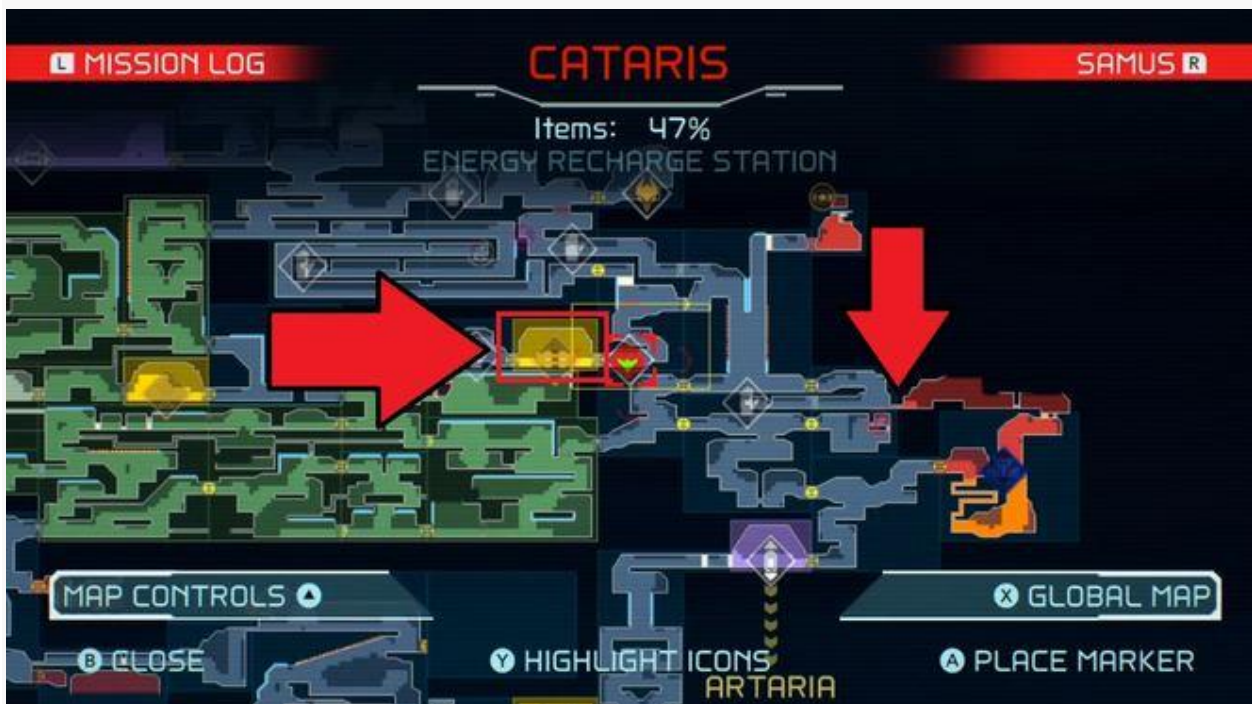 L MISSION LOG
CATARIS
SAMUS R
Items: 47%
ENERGY RECHARGE STATION
MAP CONTROLS
X GLOBAL MAP
B CLOSE
Y HIGHLIGHT ICONS
A PLACE MARKER
ARTARIA